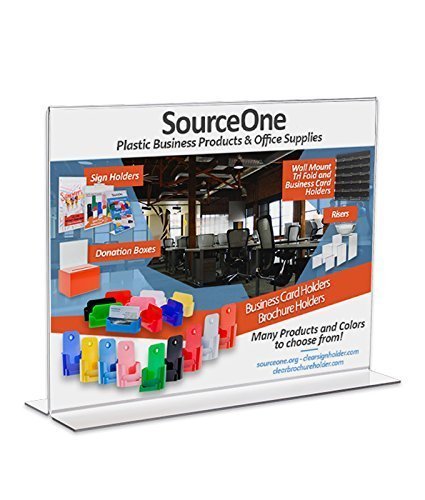 SourceOne
Plastic Business Products & Office Supplies
Sign Holders
Wall Mount
Tri Fold and
Business Card
Holders
Risers
Donation Boxes
Business Card Holders
Brochure Holders
Many Products and Colors
to choose from!
sourceone.org - clearsignholder.com
clearbrochureholder.com